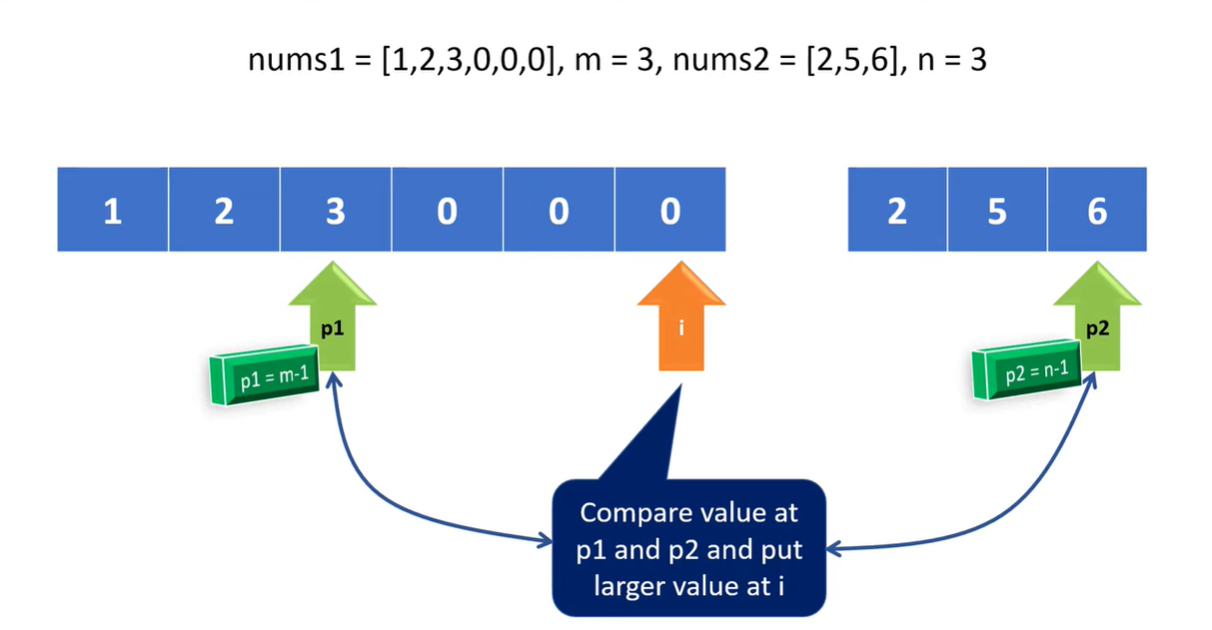 nums1 = [1,2,3,0,0,0], m = 3, nums2 = [2,5,6], n = 3
1 2 3 0 0 0 2 5 6
p1 i p2
p1 = m-1 p2 = n-1
Compare value at
p1 and p2 and put
larger value at i